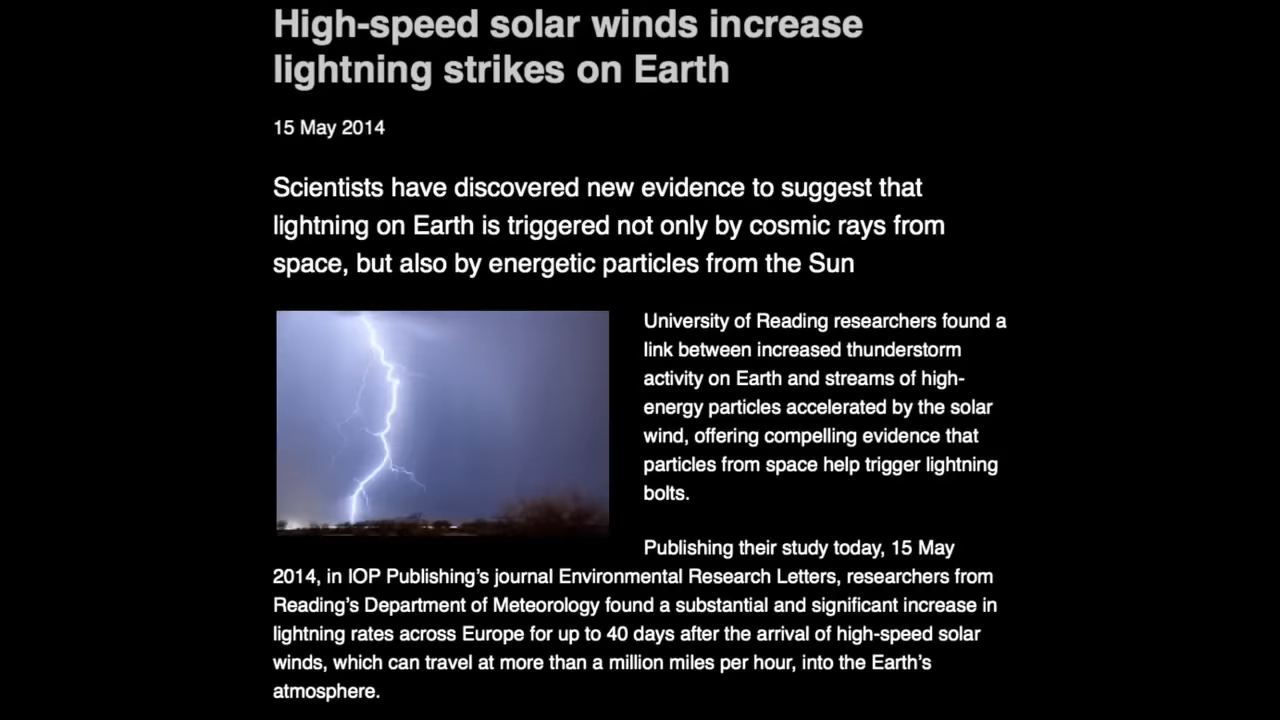 High-speed solar winds increase
lightning strikes on Earth
15 May 2014
Scientists have discovered new evidence to suggest that
lightning on Earth is triggered not only by cosmic rays from
space, but also by energetic particles from the Sun
University of Reading researchers found a
link between increased thunderstorm
activity on Earth and streams of high-
energy particles accelerated by the solar
wind, offering compelling evidence that
particles from space help trigger lightning
bolts.
Publishing their study today, 15 May
2014, in IOP Publishing’s journal Environmental Research Letters, researchers from
Reading’s Department of Meteorology found a substantial and significant increase in
lightning rates across Europe for up to 40 days after the arrival of high-speed solar
winds, which can travel at more than a million miles per hour, into the Earth’s
atmosphere.